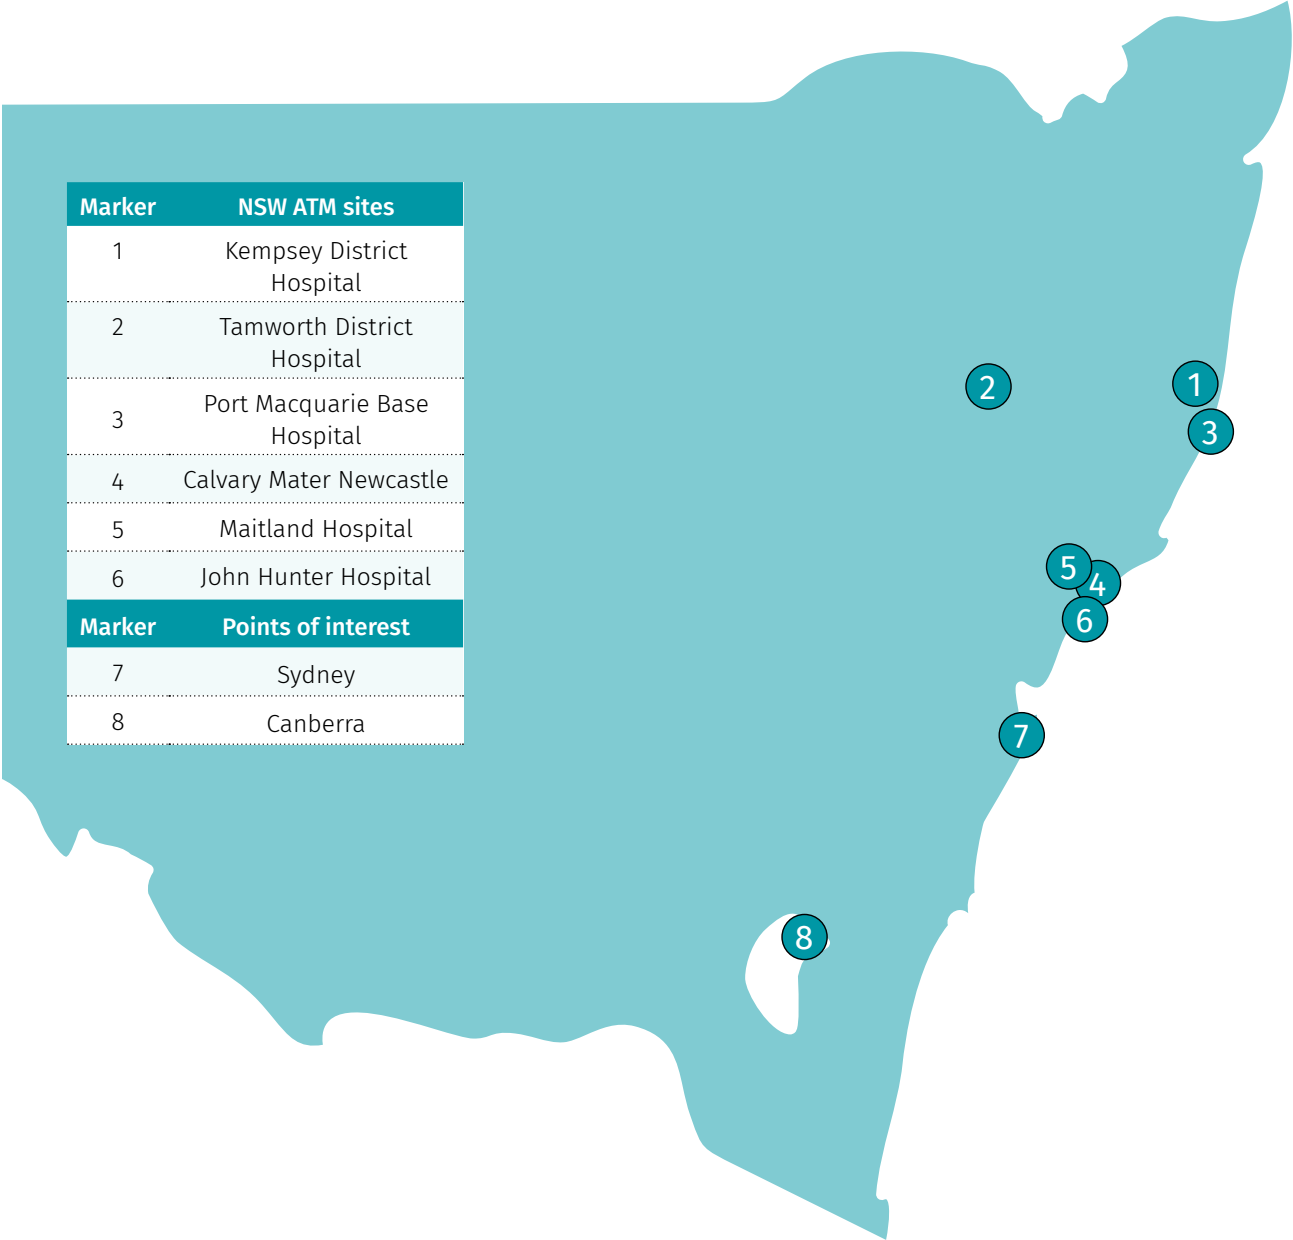 Marker NSW ATM sites
1 Kempsey District
Hospital
2 Tamworth District
Hospital
3 Port Macquarie Base
Hospital
4 Calvary Mater Newcastle
5 Maitland Hospital
6 John Hunter Hospital
Marker Points of interest
7 Sydney
8 Canberra
2
1
3
5
4
6
7
8